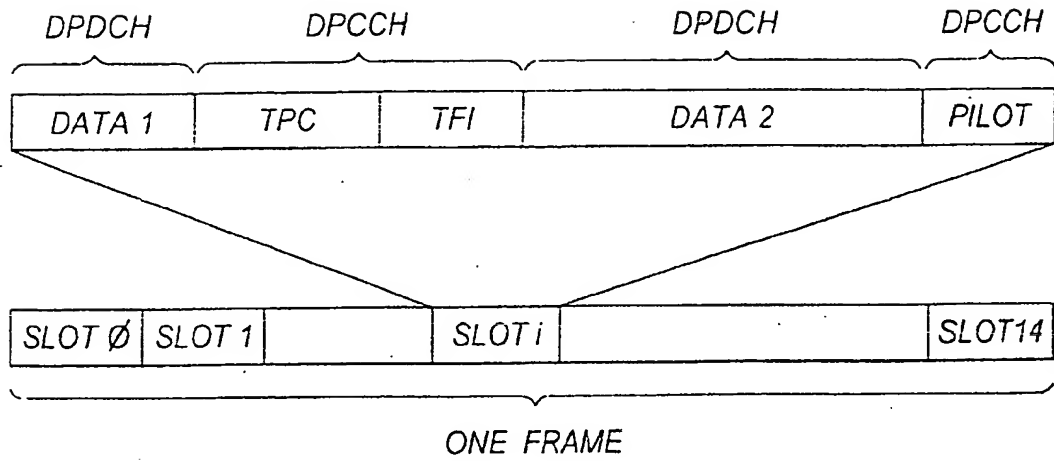 DPDCH DPCCH DPDCH DPCCH
DATA 1 TPC TFI DATA 2 PILOT
SLOT Ø SLOT 1 SLOT i SLOT14
ONE FRAME